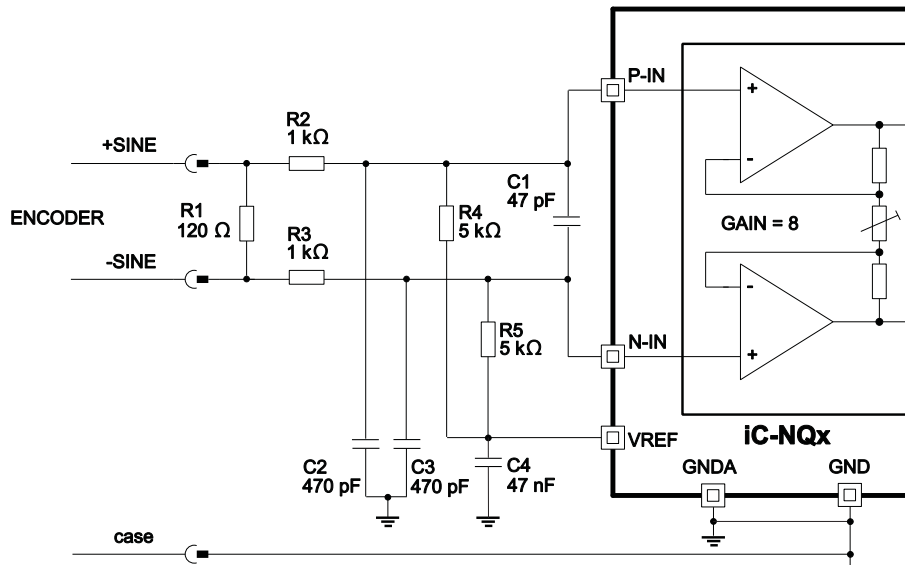 P-IN
+
-
R2
1 kΩ
+SINE
C1
47 pF
R1
120 Ω
R4
5 kΩ
ENCODER
GAIN = 8
R3
1 kΩ
-SINE
-
+
R5
5 kΩ
N-IN
VREF
iC-NQx
C2
470 pF
C3
470 pF
C4
47 nF
GNDA
GND
case